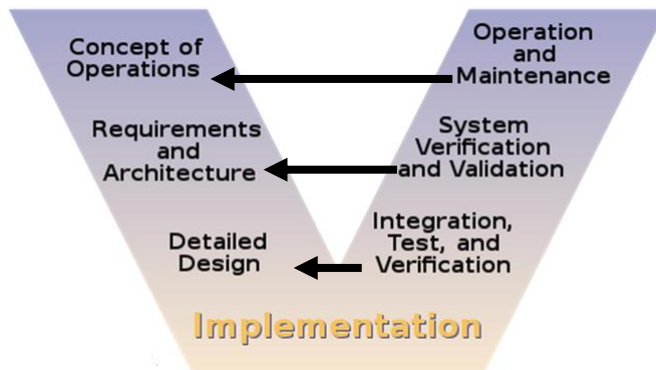 Concept of
Operations
Requirements
and
Architecture
Detailed
Design
Implementation
Integration,
Test, and
Verification
System
Verification
and Validation
Operation
and
Maintenance